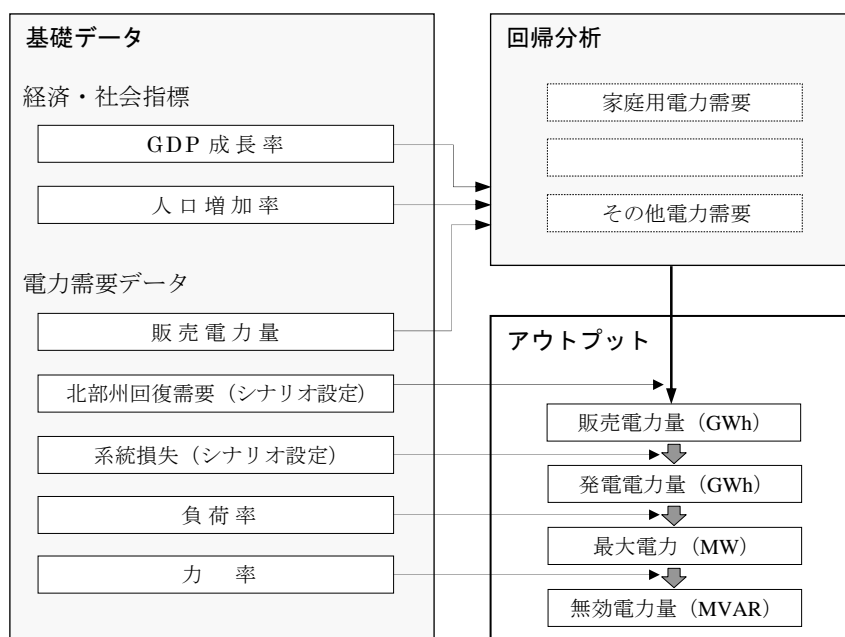 基礎データ
経済・社会指標
GDP 成長率
人口増加率
電力需要データ
販売電力量
北部州回復需要（シナリオ設定）
系統損失（シナリオ設定）
負荷率
力　率
回帰分析
家庭用電力需要
その他電力需要
アウトプット
販売電力量（GWh）
発電電力量（GWh）
最大電力（MW）
無効電力量（MVAR）